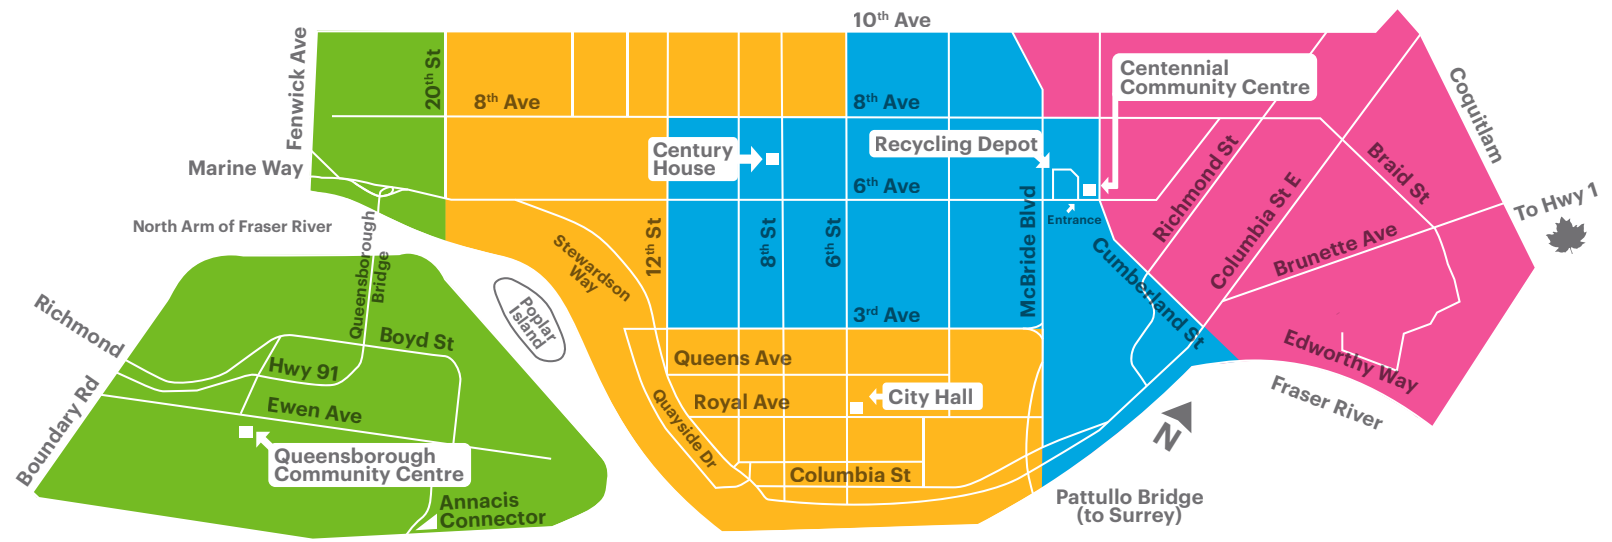 10th Ave
Fenwick Ave
20th St
8th Ave
8th Ave
Centennial
Community Centre
Coquitlam
Marine Way
Century
House
Recycling Depot
6th Ave
Richmond St
Braid St
Columbia St E
To Hwy 1
North Arm of Fraser River
Queensborough
Bridge
Stewardson
Way
12th St
8th St
6th St
McBride Blvd
Entrance
Cumberland St
Brunette Ave
Poplar
Island
3rd Ave
Richmond
Boyd St
Hwy 91
Queens Ave
Edworthy Way
Boundary Rd
Ewen Ave
Quayside Dr
Royal Ave
City Hall
Fraser River
N
Queensborough
Community Centre
Columbia St
Annacis
Connector
Pattullo Bridge
(to Surrey)